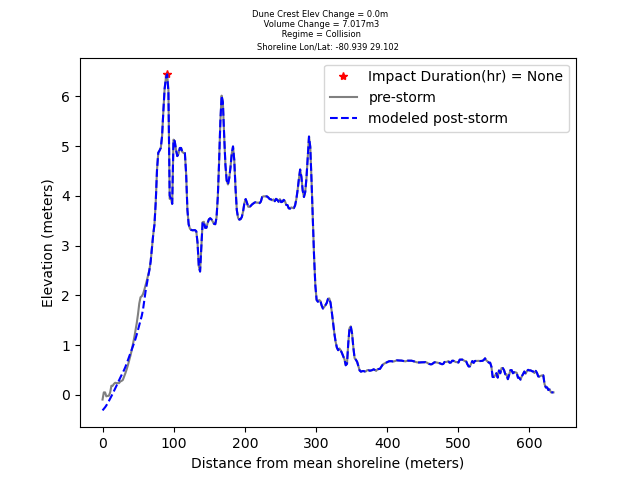 Dune Crest Elev Change = 0.0m
Volume Change = 7.017m3
Regime = Collision
Shoreline Lon/Lat: -80.939 29.102
Impact Duration(hr) = None
pre-storm
modeled post-storm
Elevation (meters)
6
5
4
3
2
1
0
0 100 200 300 400 500 600
Distance from mean shoreline (meters)